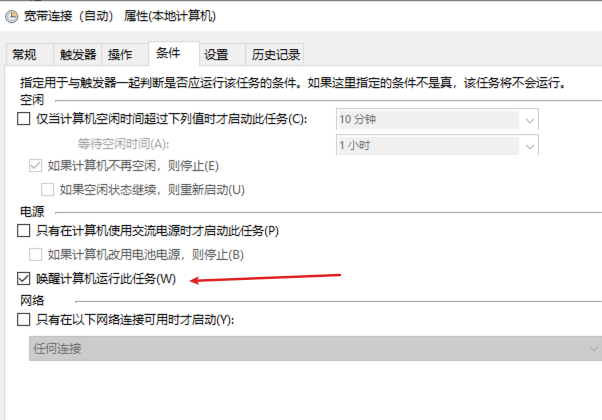 宽带连接（自动） 属性(本地计算机)
常规 触发器 操作 条件 设置 历史记录
指定用于与触发器一起判断是否应运行该任务的条件。如果这里指定的条件不是真，该任务将不会运行。
空闲
仅当计算机空闲时间超过下列值时才启动此任务(C): 10 分钟
等待空闲时间(A): 1 小时
如果计算机不再空闲，则停止(E)
如果空闲状态继续，则重新启动(U)
电源
只有在计算机使用交流电源时才启动此任务(P)
如果计算机改用电池电源，则停止(B)
唤醒计算机运行此任务(W)
网络
只有在以下网络连接可用时才启动(Y):
任何连接